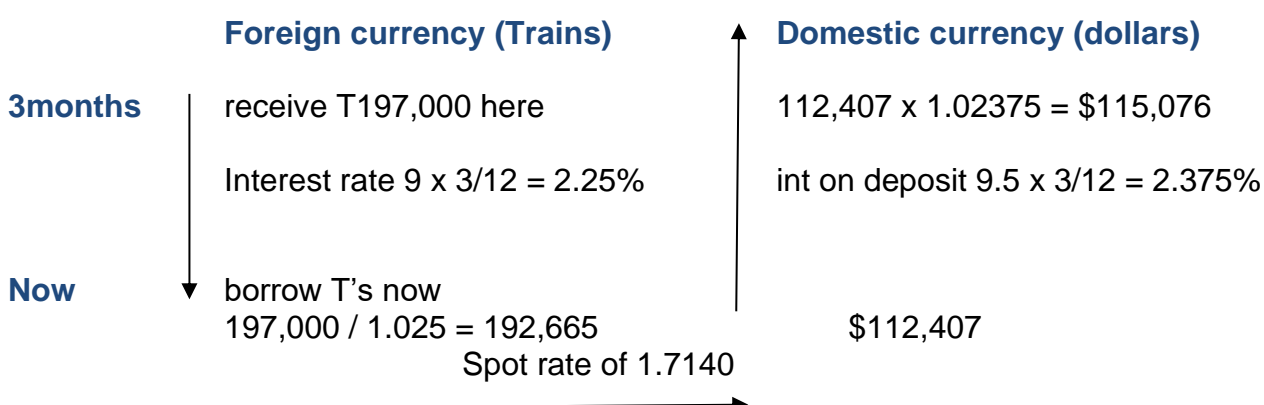 Foreign currency (Trains) Domestic currency (dollars)
3months receive T197,000 here 112,407 x 1.02375 = $115,076
Interest rate 9 x 3/12 = 2.25% int on deposit 9.5 x 3/12 = 2.375%
Now borrow T’s now
197,000 / 1.025 = 192,665 $112,407
Spot rate of 1.7140